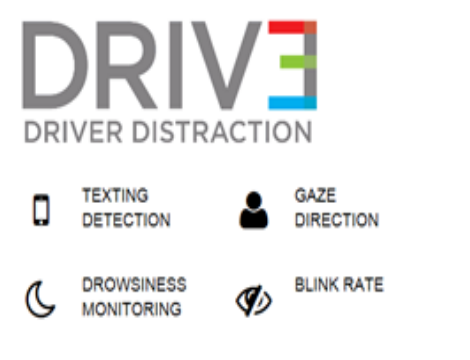 DRIVE
DRIVER DISTRACTION
TEXTING
DETECTION
GAZE
DIRECTION
DROWSINESS
MONITORING
BLINK RATE